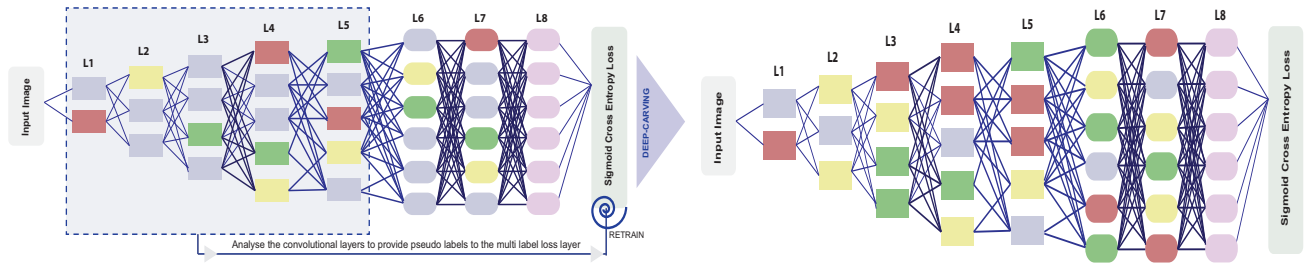 Input Image
L1
L2
L3
L4
L5
L6
L7
L8
Sigmoid Cross Entropy Loss
RETRAIN
Analyse the convolutional layers to provide pseudo labels to the multi label loss layer
DEEP-CARVING
Input Image
L1
L2
L3
L4
L5
L6
L7
L8
Sigmoid Cross Entropy Loss